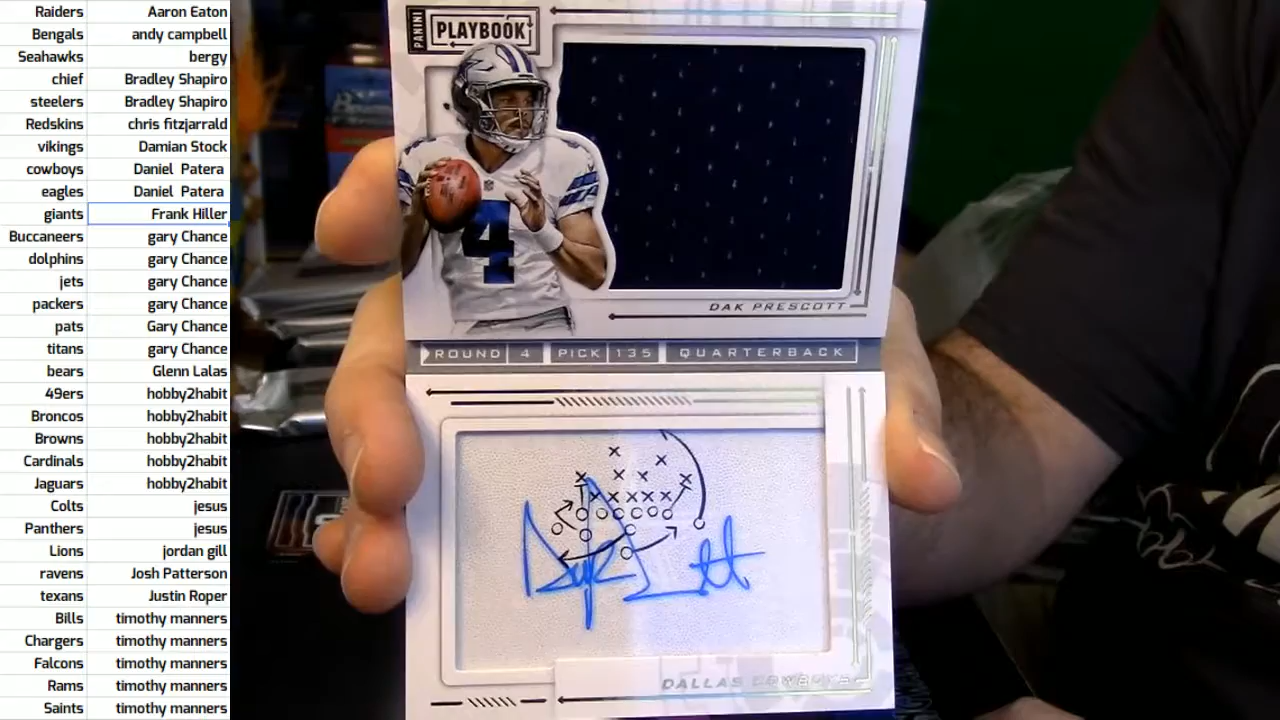 Raiders Aaron Eaton
Bengals andy campbell
Seahawks bergy
chief Bradley Shapiro
steelers Bradley Shapiro
Redskins chris fitzjarrald
vikings Damian Stock
cowboys Daniel Patera
eagles Daniel Patera
giants Frank Hiller
Buccaneers gary Chance
dolphins gary Chance
jets gary Chance
packers gary Chance
pats Gary Chance
titans gary Chance
bears Glenn Lalas
49ers hobby2habit
Broncos hobby2habit
Browns hobby2habit
Cardinals hobby2habit
Jaguars hobby2habit
Colts jesus
Panthers jesus
Lions jordan gill
ravens Josh Patterson
texans Justin Roper
Bills timothy manners
Chargers timothy manners
Falcons timothy manners
Rams timothy manners
Saints timothy manners
PANINI PLAYBOOK
4
DAK PRESCOTT
ROUND 4 PICK 135 QUARTERBACK
DALLAS COWBOYS